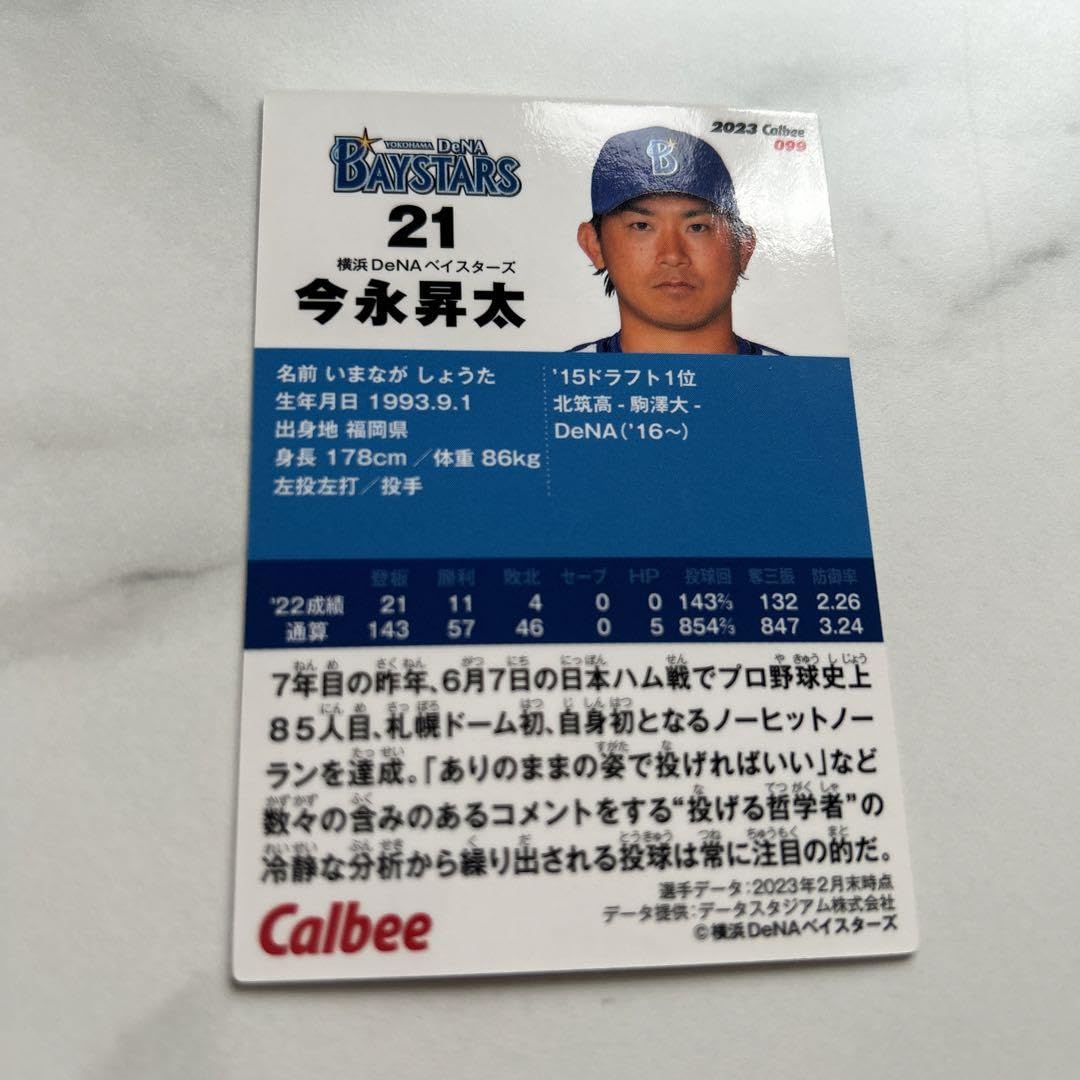 2023 Calbee
099
YOKOHAMA DeNA
BAYSTARS
B
21
横浜DeNAベイスターズ
今永昇太
名前 いまなが しょうた
生年月日 1993.9.1
出身地 福岡県
身長 178cm／体重 86kg
左投左打／投手
'15ドラフト1位
北筑高 - 駒澤大 -
DeNA('16〜)
登板 勝利 敗北 セーブ HP 投球回 奪三振 防御率
'22成績 21 11 4 0 0 143⅔ 132 2.26
通算 143 57 46 0 5 854⅔ 847 3.24
7年目の昨年、6月7日の日本ハム戦でプロ野球史上
85人目、札幌ドーム初、自身初となるノーヒットノー
ランを達成。「ありのままの姿で投げればいい」など
数々の含みのあるコメントをする“投げる哲学者”の
冷静な分析から繰り出される投球は常に注目の的だ。
選手データ：2023年2月末時点
データ提供：データスタジアム株式会社
©横浜DeNAベイスターズ
Calbee